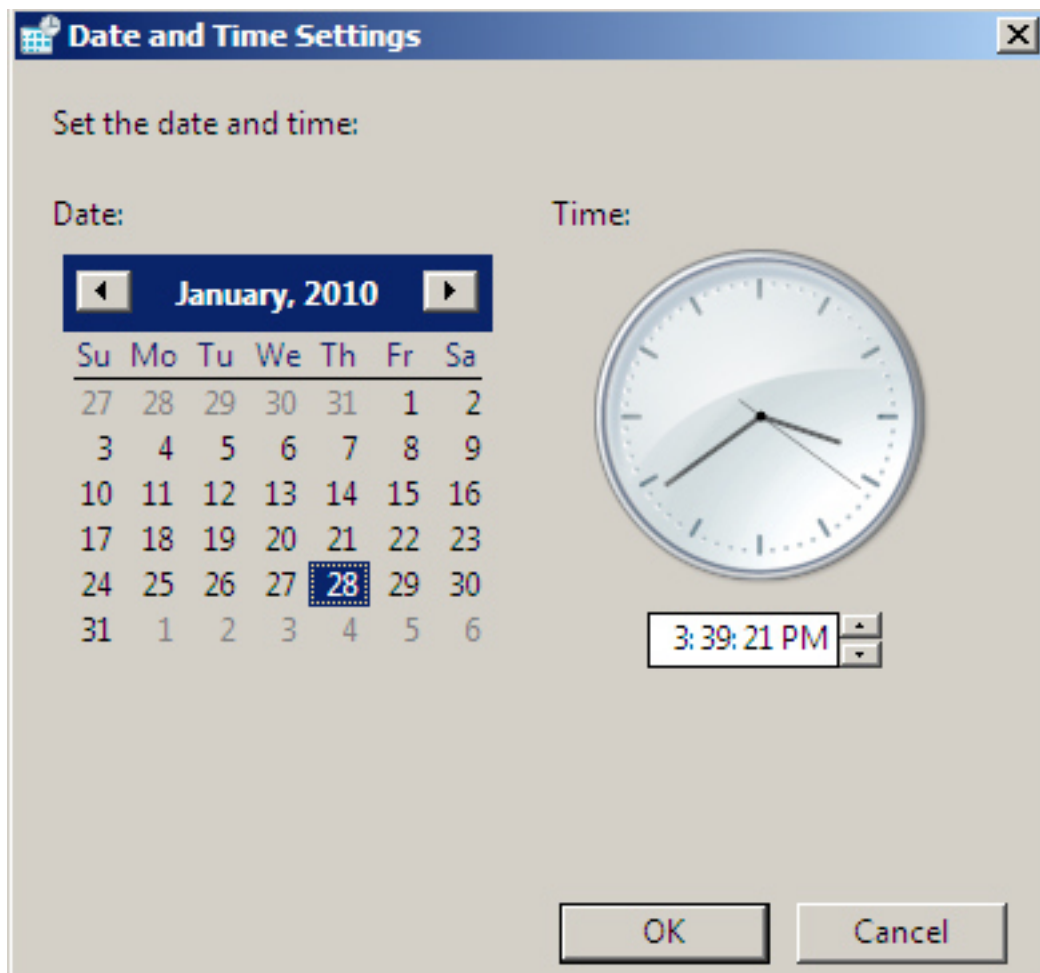 Date and Time Settings
Set the date and time:
Date:
Time:
January, 2010
Su Mo Tu We Th Fr Sa
27 28 29 30 31 1 2
3 4 5 6 7 8 9
10 11 12 13 14 15 16
17 18 19 20 21 22 23
24 25 26 27 28 29 30
31 1 2 3 4 5 6
3:39:21 PM
OK
Cancel